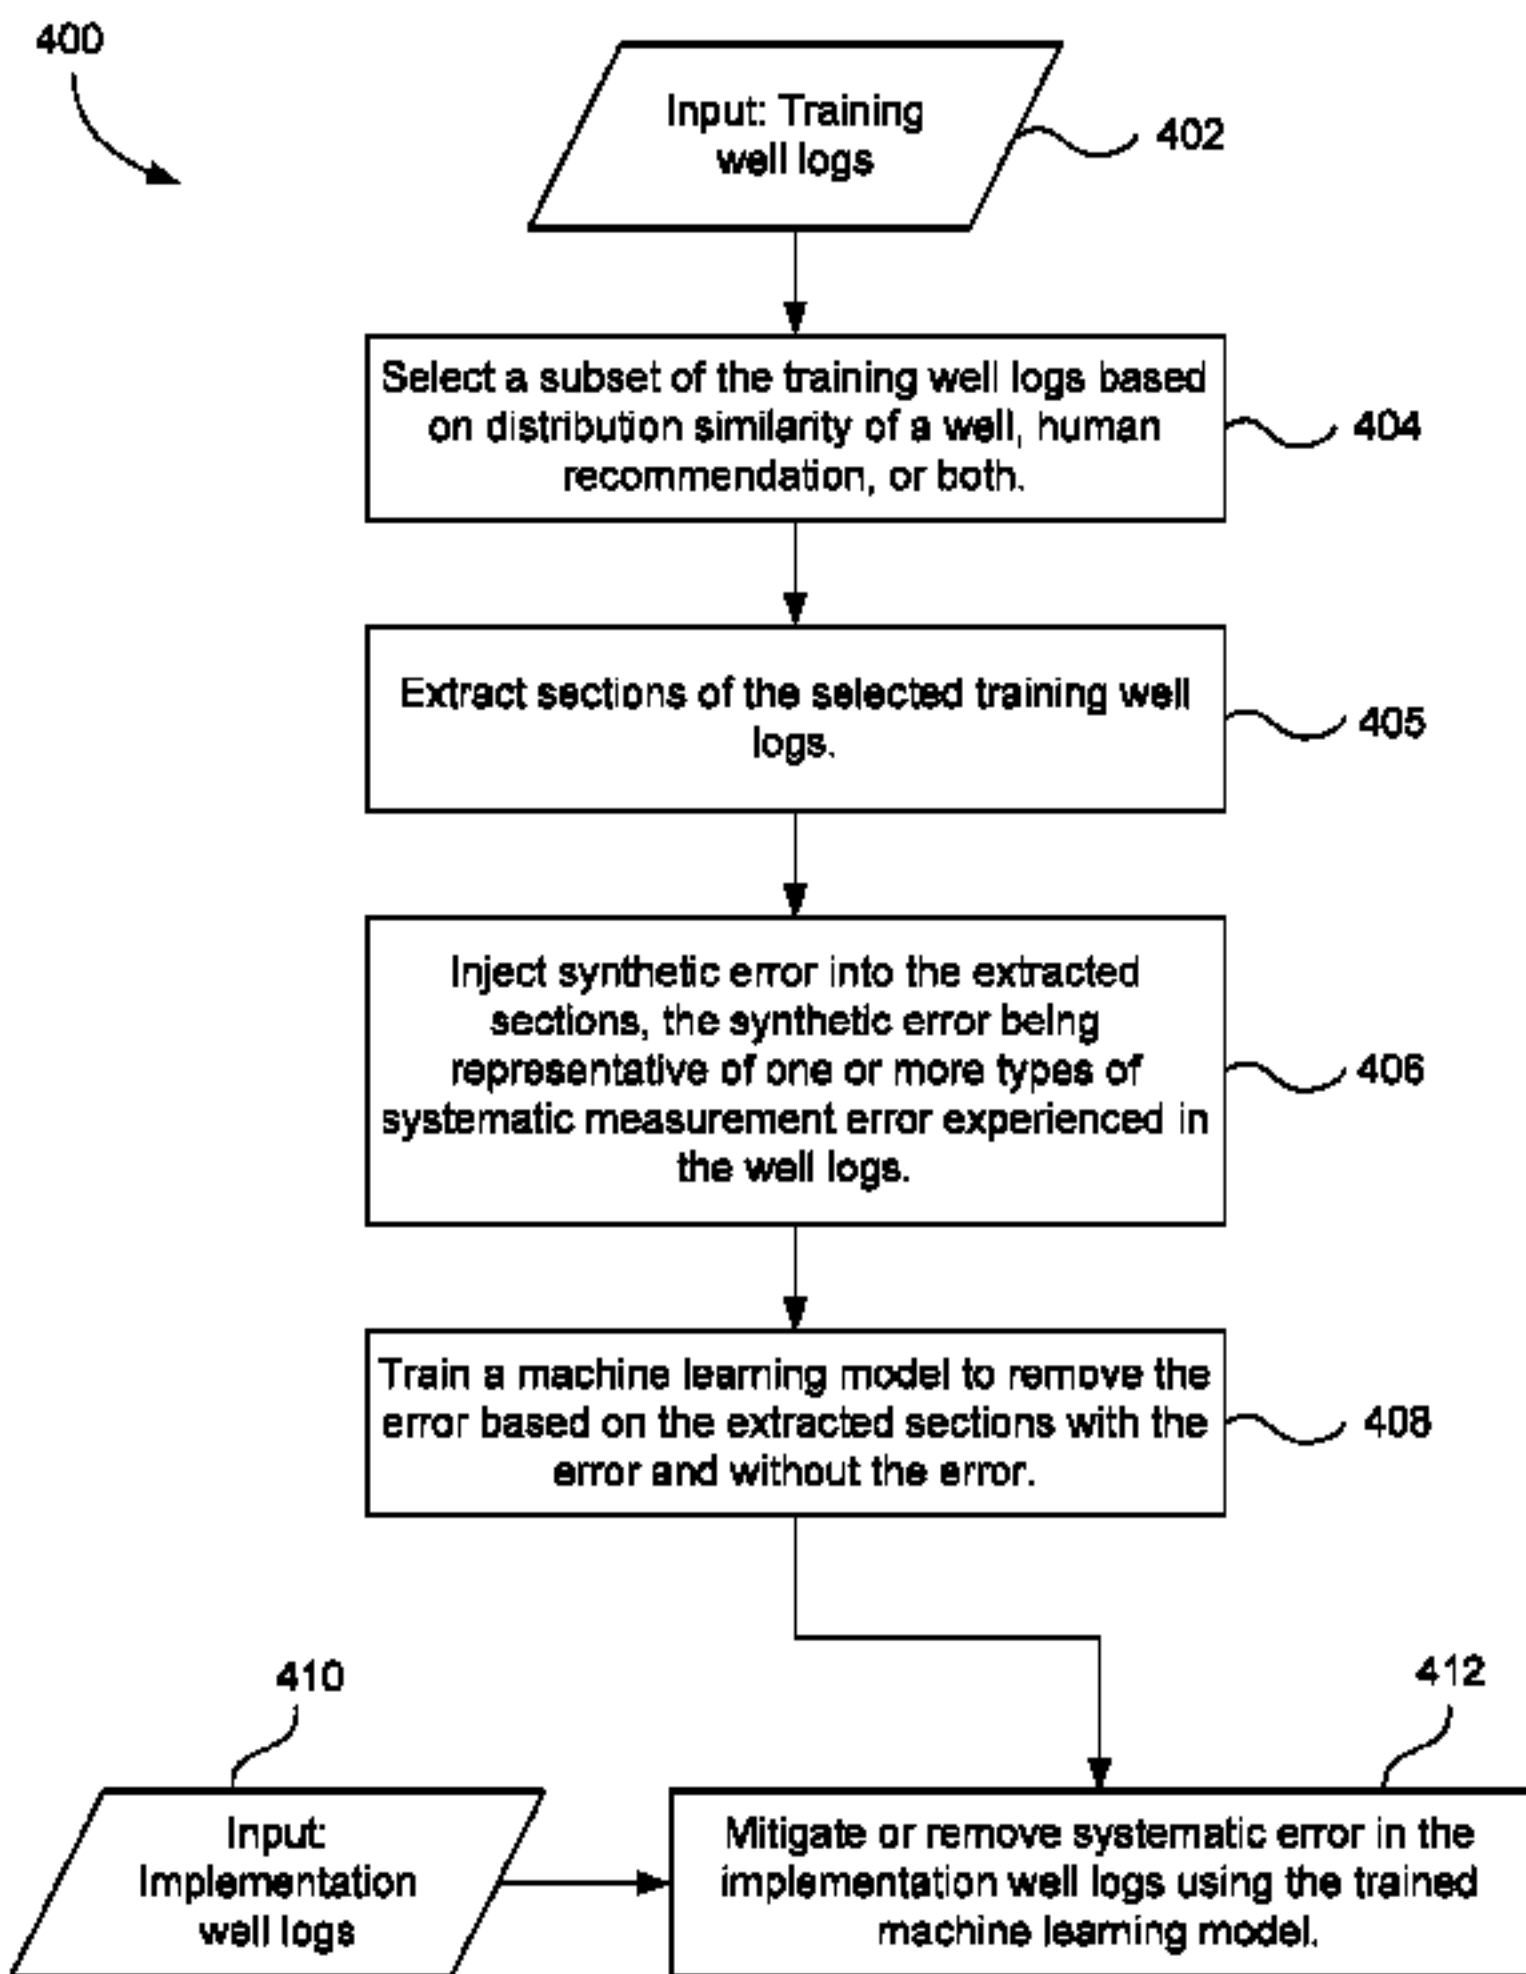 400
Input: Training
well logs
402
Select a subset of the training well logs based
on distribution similarity of a well, human
recommendation, or both.
404
Extract sections of the selected training well
logs.
405
Inject synthetic error into the extracted
sections, the synthetic error being
representative of one or more types of
systematic measurement error experienced in
the well logs.
406
Train a machine learning model to remove the
error based on the extracted sections with the
error and without the error.
408
410
Input:
Implementation
well logs
412
Mitigate or remove systematic error in the
implementation well logs using the trained
machine learning model.